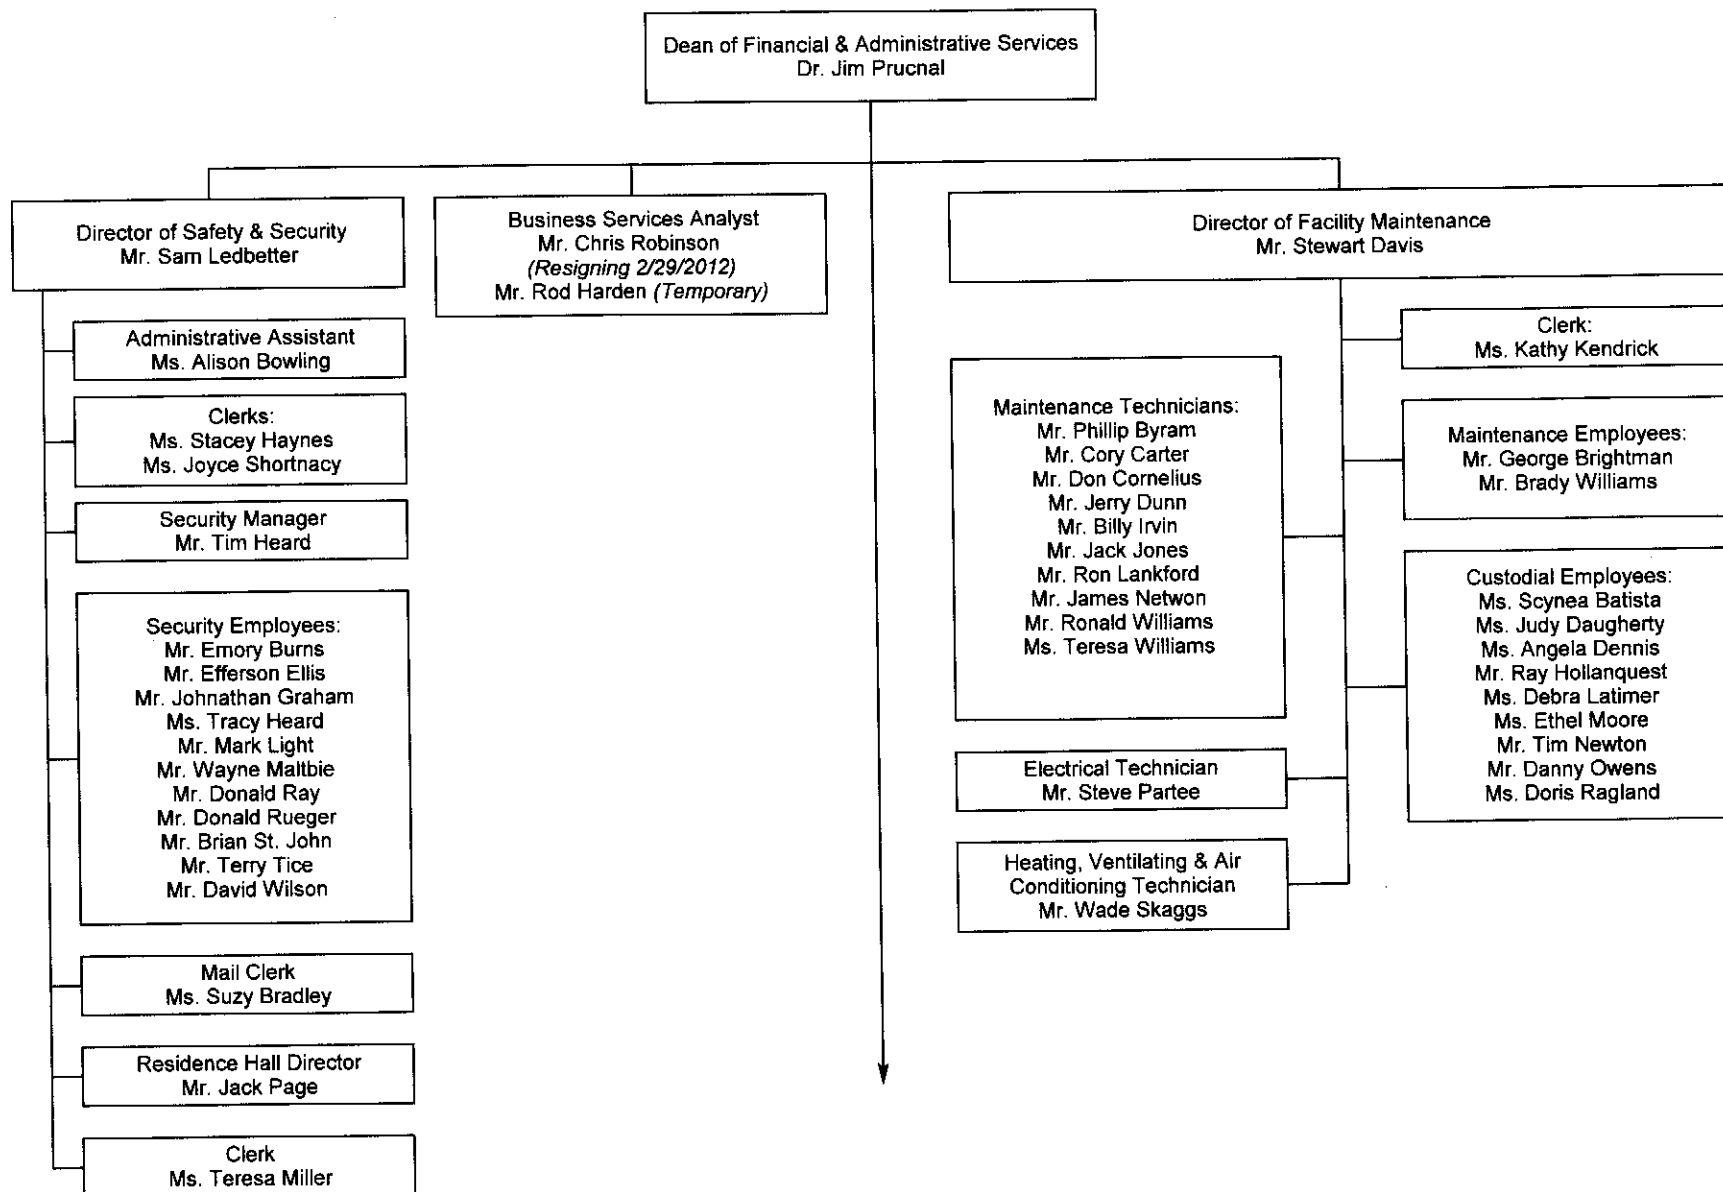 Dean of Financial & Administrative Services
Dr. Jim Prucnal
Director of Safety & Security
Mr. Sam Ledbetter
Business Services Analyst
Mr. Chris Robinson
(Resigning 2/29/2012)
Mr. Rod Harden (Temporary)
Director of Facility Maintenance
Mr. Stewart Davis
Administrative Assistant
Ms. Alison Bowling
Clerks:
Ms. Stacey Haynes
Ms. Joyce Shortnacy
Security Manager
Mr. Tim Heard
Security Employees:
Mr. Emory Burns
Mr. Efferson Ellis
Mr. Johnathan Graham
Ms. Tracy Heard
Mr. Mark Light
Mr. Wayne Maltbie
Mr. Donald Ray
Mr. Donald Rueger
Mr. Brian St. John
Mr. Terry Tice
Mr. David Wilson
Mail Clerk
Ms. Suzy Bradley
Residence Hall Director
Mr. Jack Page
Clerk
Ms. Teresa Miller
Maintenance Technicians:
Mr. Phillip Byram
Mr. Cory Carter
Mr. Don Cornelius
Mr. Jerry Dunn
Mr. Billy Irvin
Mr. Jack Jones
Mr. Ron Lankford
Mr. James Netwon
Mr. Ronald Williams
Ms. Teresa Williams
Electrical Technician
Mr. Steve Partee
Heating, Ventilating & Air
Conditioning Technician
Mr. Wade Skaggs
Clerk:
Ms. Kathy Kendrick
Maintenance Employees:
Mr. George Brightman
Mr. Brady Williams
Custodial Employees:
Ms. Scynea Batista
Ms. Judy Daugherty
Ms. Angela Dennis
Mr. Ray Hollanquest
Ms. Debra Latimer
Ms. Ethel Moore
Mr. Tim Newton
Mr. Danny Owens
Ms. Doris Ragland